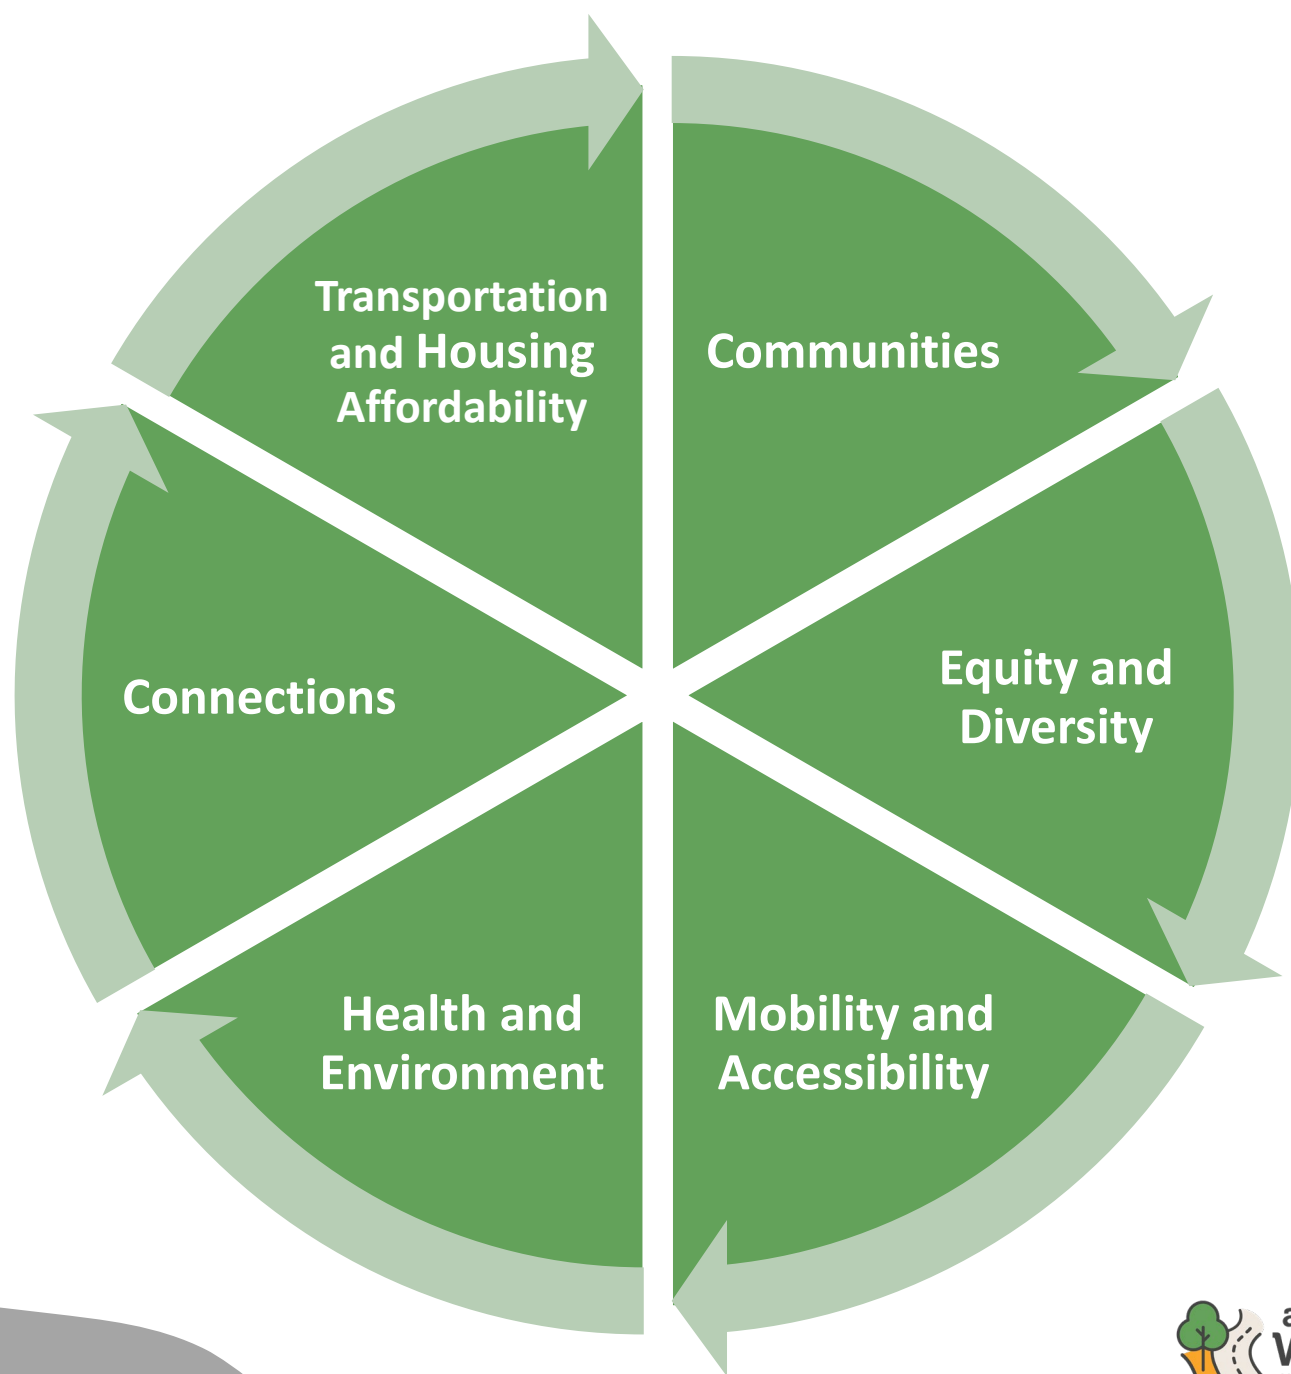 Transportation
and Housing
Affordability
Communities
Connections
Equity and
Diversity
Health and
Environment
Mobility and
Accessibility